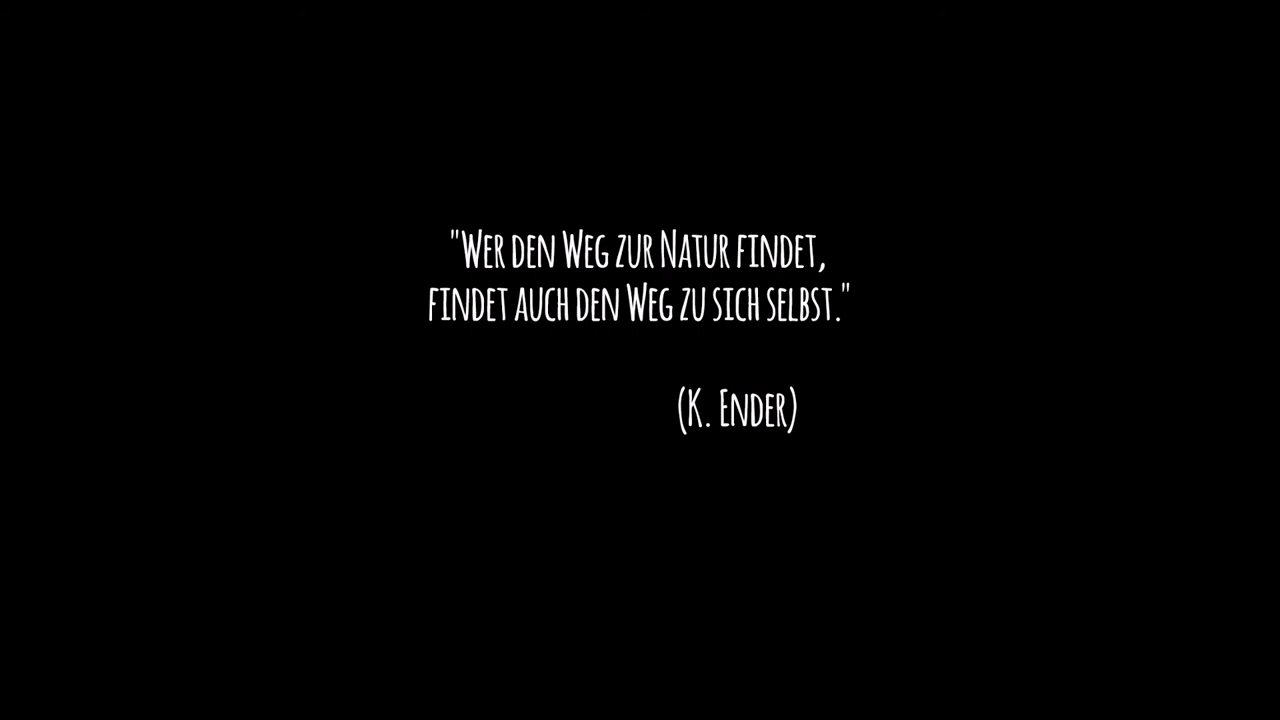 "Wer den Weg zur Natur findet,
findet auch den Weg zu sich selbst."
(K. Ender)